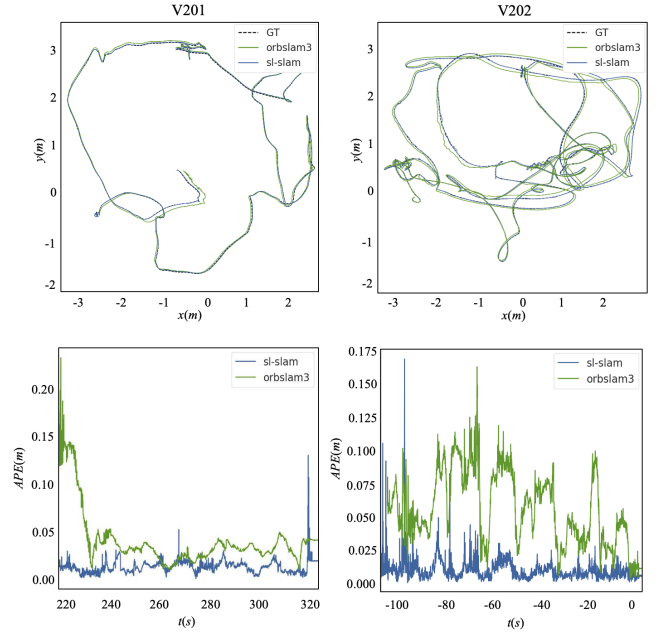 V201
GT
orbslam3
sl-slam
3
2
1
0
-1
-2
y(m)
-3
-2
-1
0
1
2
x(m)
V202
GT
orbslam3
sl-slam
3
2
1
0
-1
-2
y(m)
-3
-2
-1
0
1
2
x(m)
sl-slam
orbslam3
0.20
0.15
0.10
0.05
0.00
APE(m)
220
240
260
280
300
320
t(s)
sl-slam
orbslam3
0.175
0.150
0.125
0.100
0.075
0.050
0.025
0.000
APE(m)
-100
-80
-60
-40
-20
0
t(s)